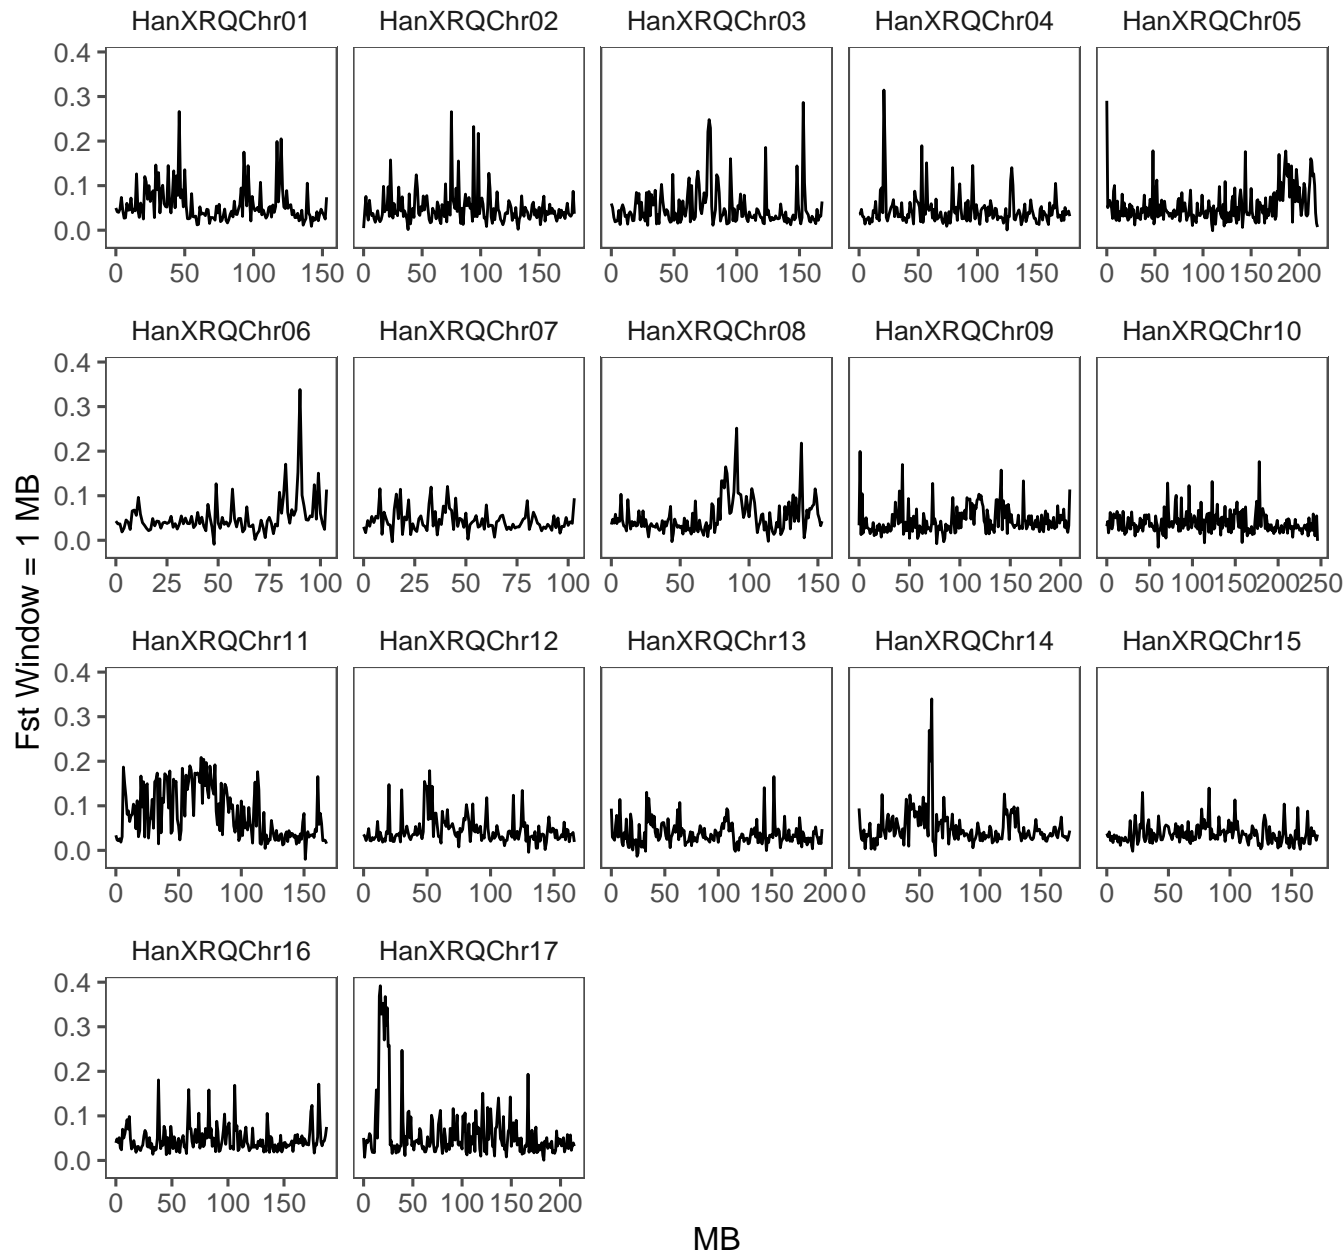 HanXRQChr01 HanXRQChr02 HanXRQChr03 HanXRQChr04 HanXRQChr05
0.4
0.3
0.2
0.1
0.0
0 50 100 150 0 50 100 150 0 50 100 150 0 50 100 150 0 50 100 150 200
HanXRQChr06 HanXRQChr07 HanXRQChr08 HanXRQChr09 HanXRQChr10
0.4
0.3
0.2
0.1
0.0
0 25 50 75 100 0 25 50 75 100 0 50 100 150 0 50 100 150 200 0 50 100 150 200 250
HanXRQChr11 HanXRQChr12 HanXRQChr13 HanXRQChr14 HanXRQChr15
0.4
0.3
0.2
0.1
0.0
0 50 100 150 0 50 100 150 0 50 100 150 200 0 50 100 150 0 50 100 150
HanXRQChr16 HanXRQChr17
0.4
0.3
0.2
0.1
0.0
0 50 100 150 0 50 100 150 200
Fst Window = 1 MB
MB